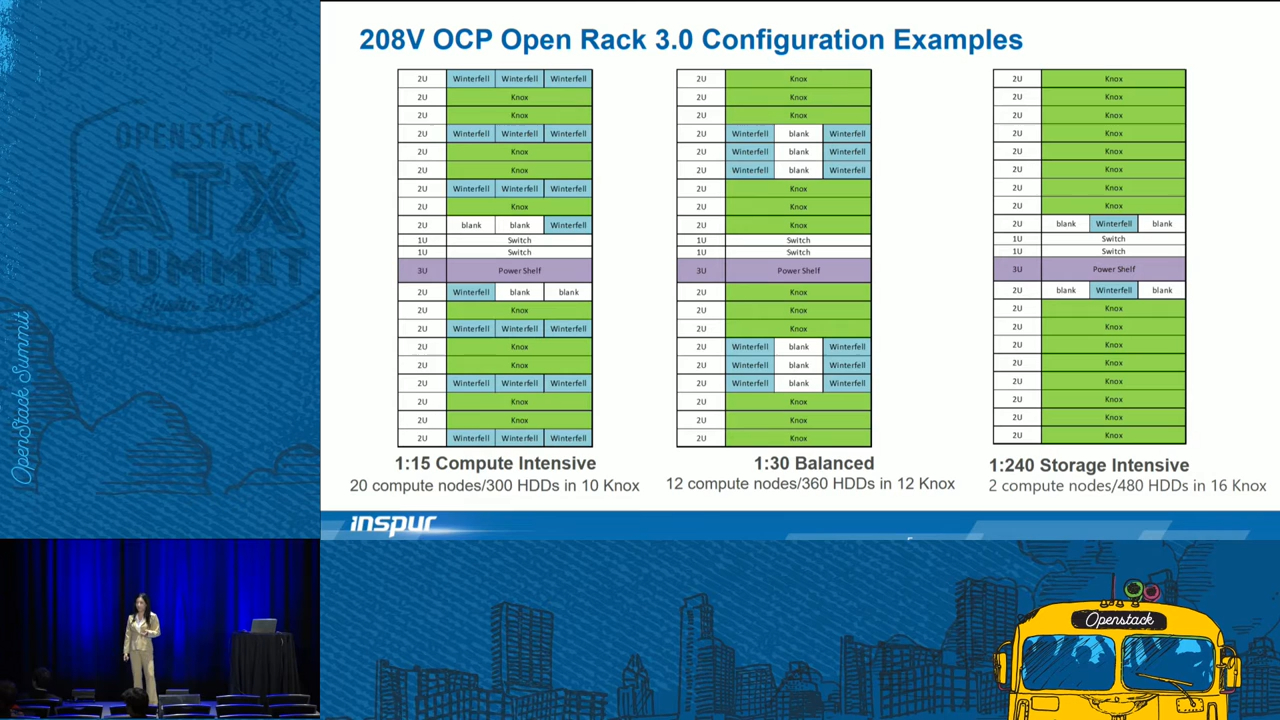 208V OCP Open Rack 3.0 Configuration Examples
2U Winterfell Winterfell Winterfell
2U Knox
2U Knox
2U Winterfell Winterfell Winterfell
2U Knox
2U Knox
2U Winterfell Winterfell Winterfell
2U Knox
2U blank blank Winterfell
1U Switch
1U Switch
3U Power Shelf
2U Winterfell blank blank
2U Knox
2U Winterfell Winterfell Winterfell
2U Knox
2U Knox
2U Winterfell Winterfell Winterfell
2U Knox
2U Knox
2U Winterfell Winterfell Winterfell
1:15 Compute Intensive
20 compute nodes/300 HDDs in 10 Knox
2U Knox
2U Knox
2U Knox
2U Winterfell blank Winterfell
2U Winterfell blank Winterfell
2U Winterfell blank Winterfell
2U Knox
2U Knox
2U Knox
1U Switch
1U Switch
3U Power Shelf
2U Knox
2U Knox
2U Knox
2U Winterfell blank Winterfell
2U Winterfell blank Winterfell
2U Winterfell blank Winterfell
2U Knox
2U Knox
2U Knox
1:30 Balanced
12 compute nodes/360 HDDs in 12 Knox
2U Knox
2U Knox
2U Knox
2U Knox
2U Knox
2U Knox
2U Knox
2U Knox
2U blank Winterfell blank
1U Switch
1U Switch
3U Power Shelf
2U blank Winterfell blank
2U Knox
2U Knox
2U Knox
2U Knox
2U Knox
2U Knox
2U Knox
2U Knox
1:240 Storage Intensive
2 compute nodes/480 HDDs in 16 Knox
inspur
OPENSTACK
ATX
SUMMIT
OpenStack Summit
Openstack